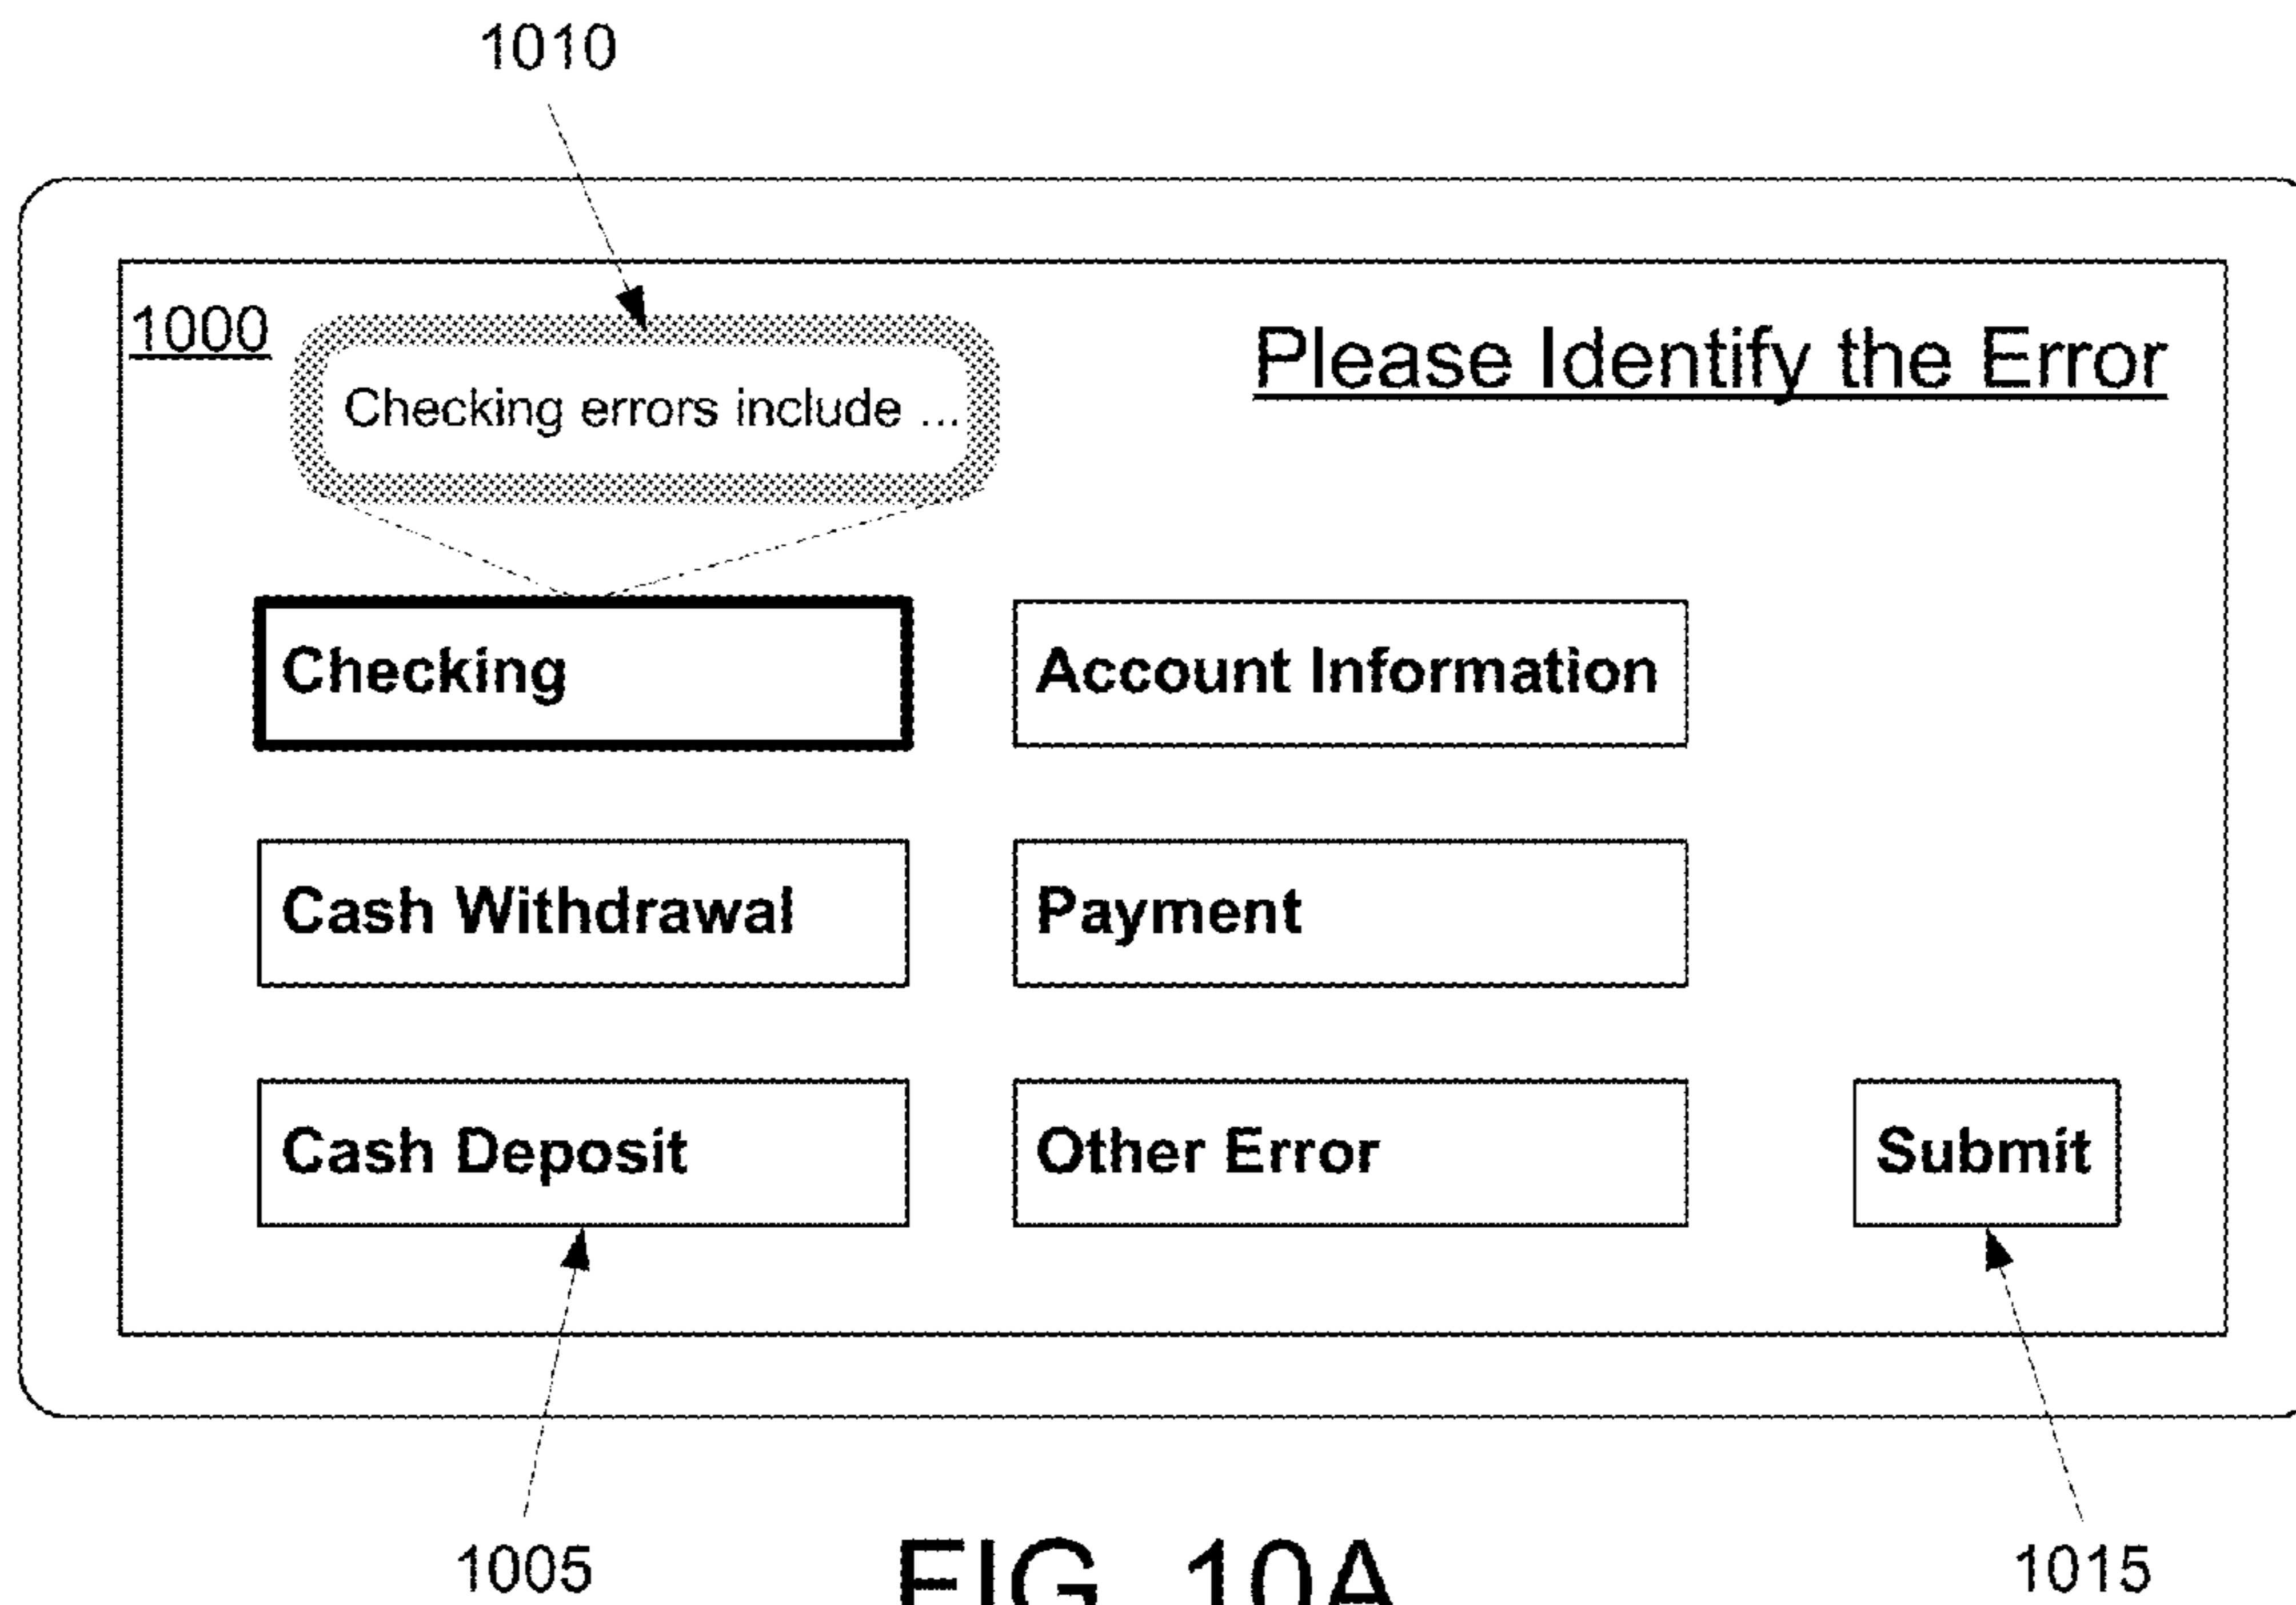 1010
1000
Please Identify the Error
Checking errors include ...
Checking
Account Information
Cash Withdrawal
Payment
Cash Deposit
Other Error
Submit
1005
FIG. 10A
1015